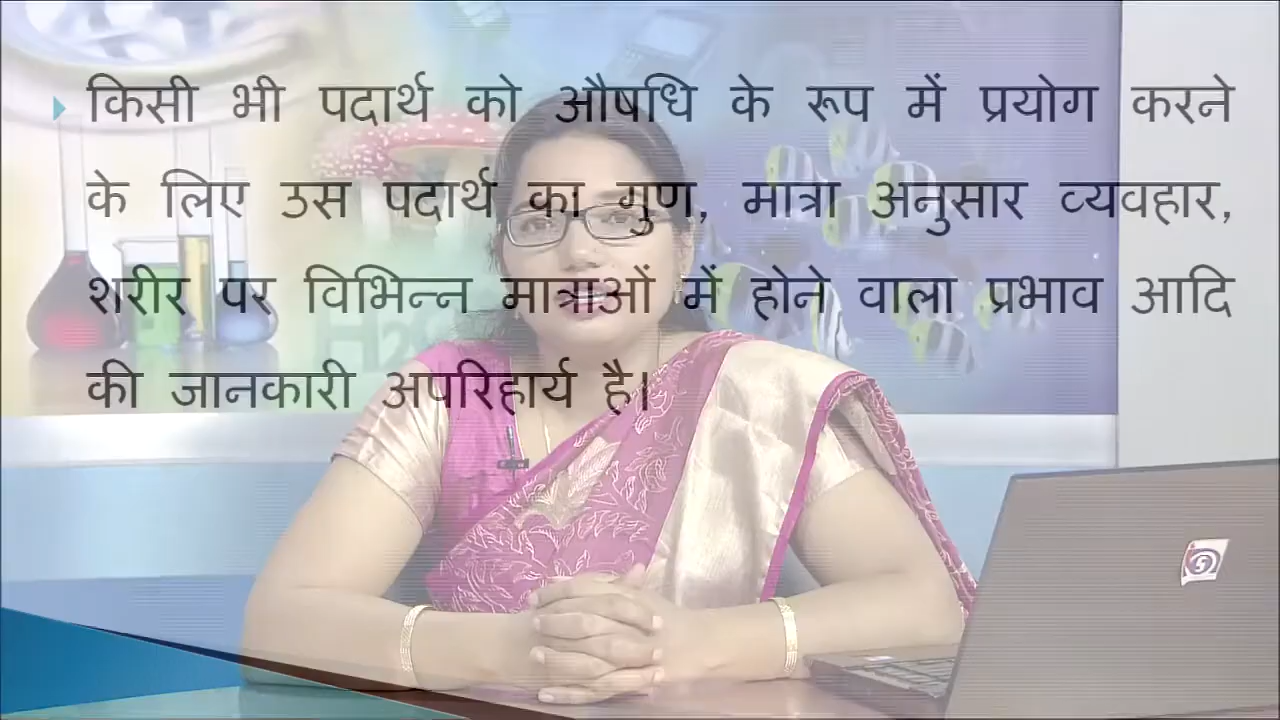 किसी भी पदार्थ को औषधि के रूप में प्रयोग करने
के लिए उस पदार्थ का गुण, मात्रा अनुसार व्यवहार,
शरीर पर विभिन्न मात्राओं में होने वाला प्रभाव आदि
की जानकारी अपरिहार्य है।